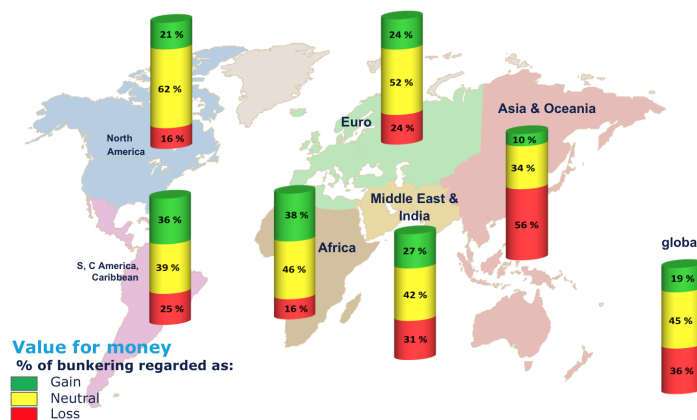 21 %
62 %
16 %
North
America
24 %
52 %
24 %
Euro
Asia & Oceania
10 %
34 %
56 %
36 %
39 %
25 %
S, C America,
Caribbean
38 %
46 %
16 %
Africa
Middle East &
India
27 %
42 %
31 %
globa
19 %
45 %
36 %
Value for money
% of bunkering regarded as:
Gain
Neutral
Loss